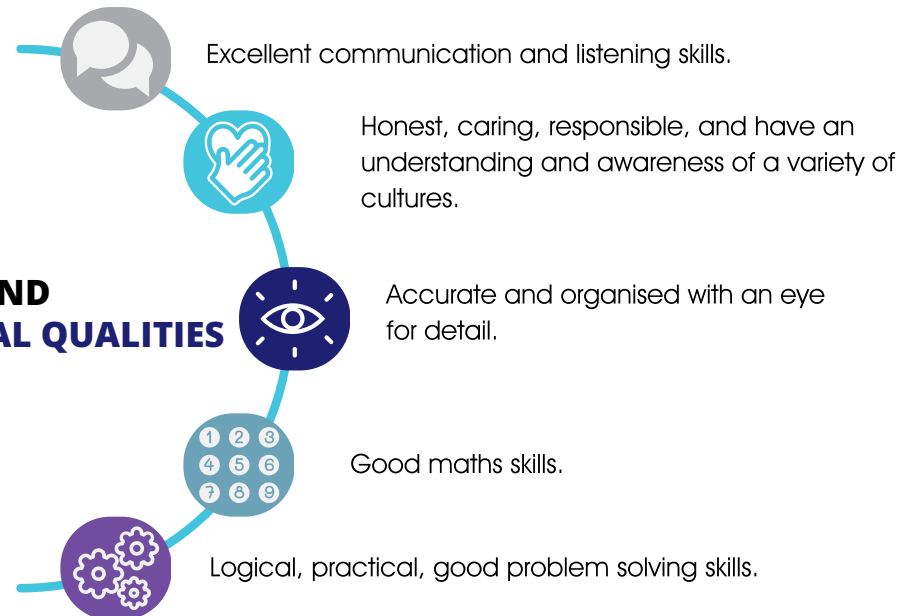 Excellent communication and listening skills.
Honest, caring, responsible, and have an
understanding and awareness of a variety of
cultures.
ND
AL QUALITIES
Accurate and organised with an eye
for detail.
1 2 3
4 5 6
7 8 9
Good maths skills.
Logical, practical, good problem solving skills.